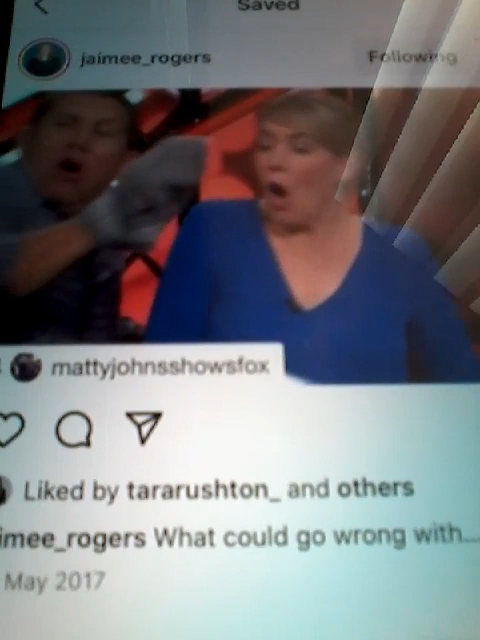 Saved
jaimee_rogers Following
mattyjohnsshowsfox
Liked by tararushton_ and others
imee_rogers What could go wrong with...
May 2017